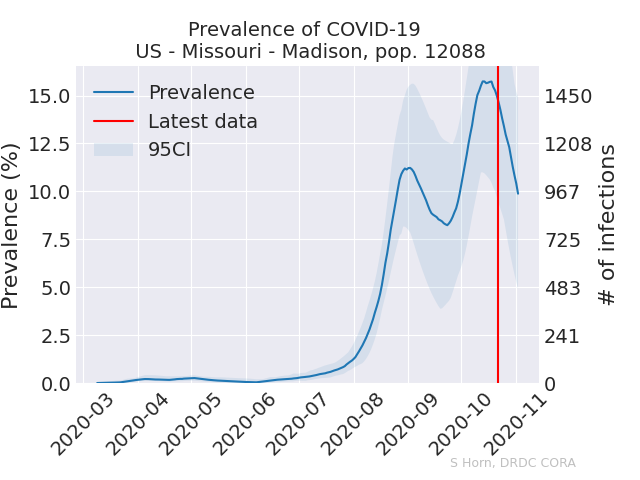 Prevalence of COVID-19
US - Missouri - Madison, pop. 12088
Prevalence
Latest data
95CI
Prevalence (%)
15.0
12.5
10.0
7.5
5.0
2.5
0.0
1450
1208
967
725
483
241
0
# of infections
2020-03
2020-04
2020-05
2020-06
2020-07
2020-08
2020-09
2020-10
2020-11
S Horn, DRDC CORA